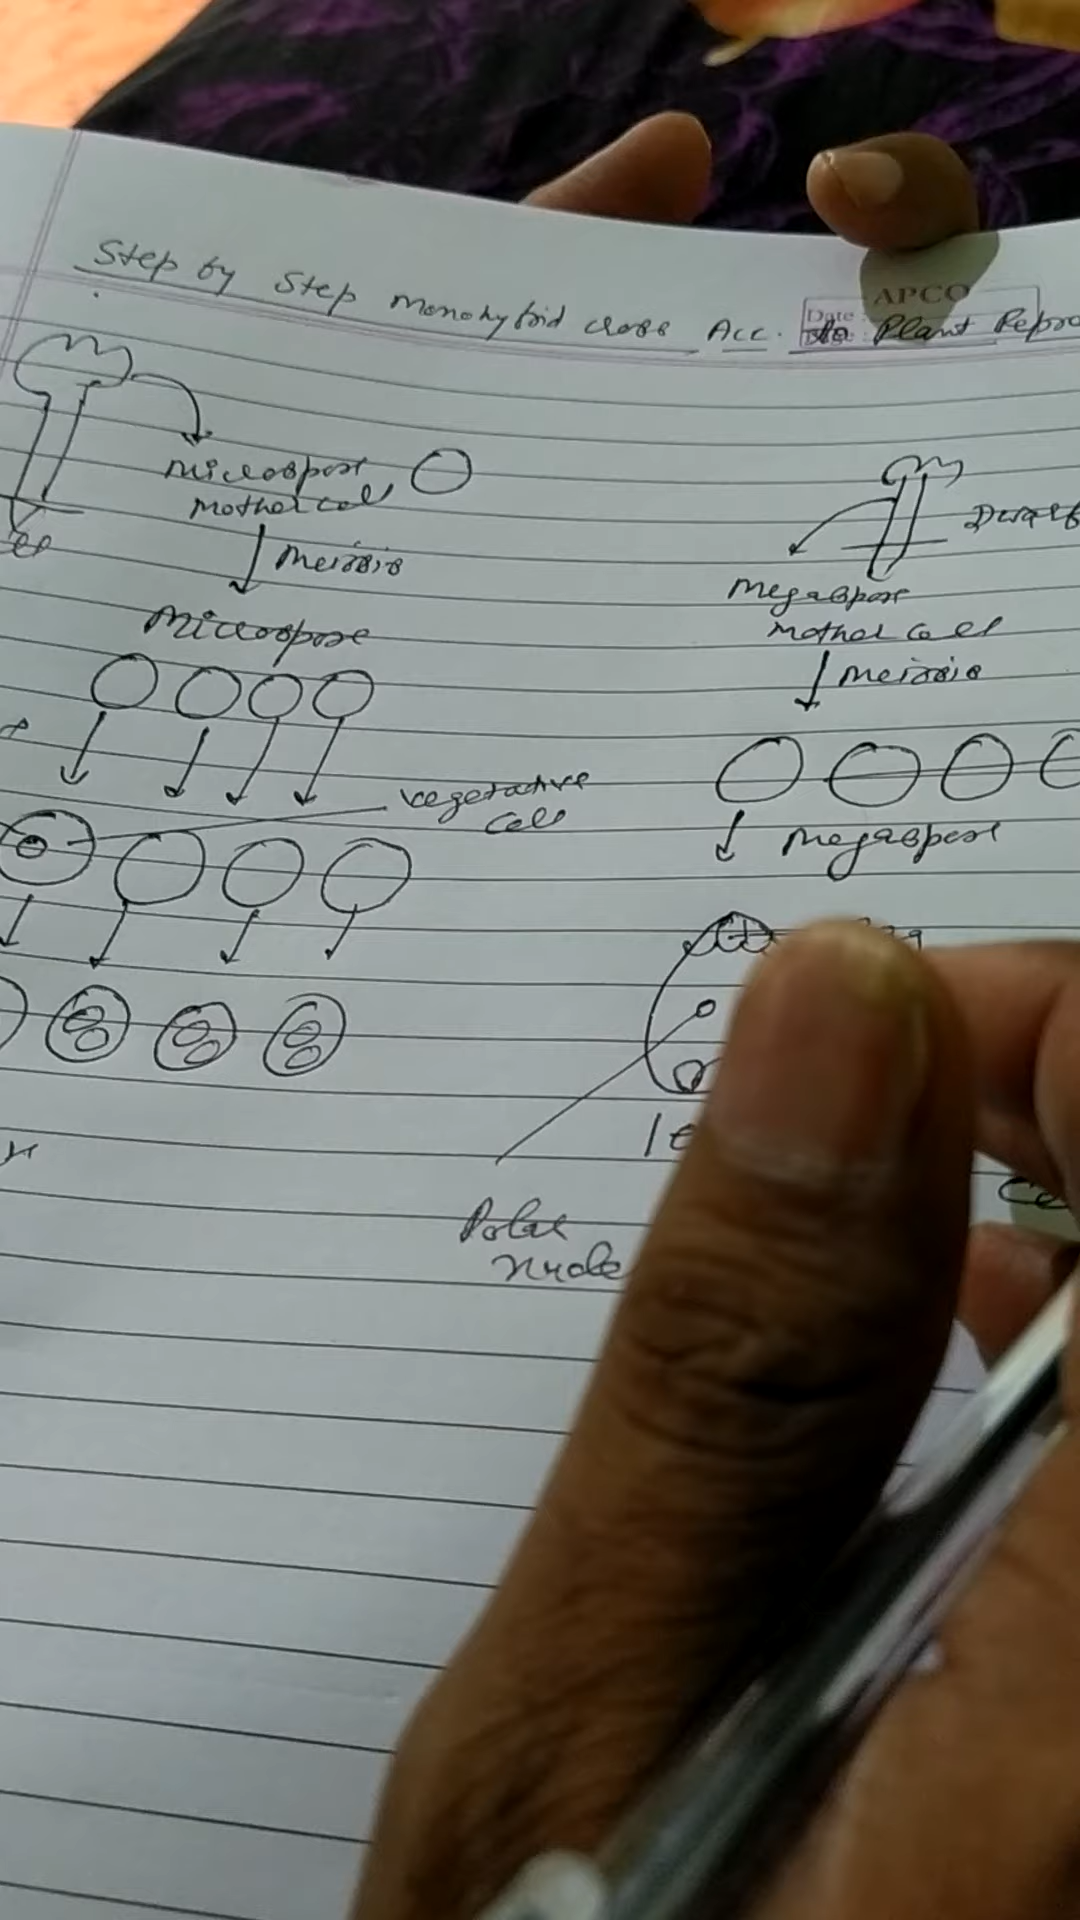 Step by Step monohybrid cross Acc. to Plant Repro
APCO
Date
microspore
mother cell
meiosis
microspore
vegetative
cell
Dwarf
megaspore
mother cell
meiosis
megaspore
Polar